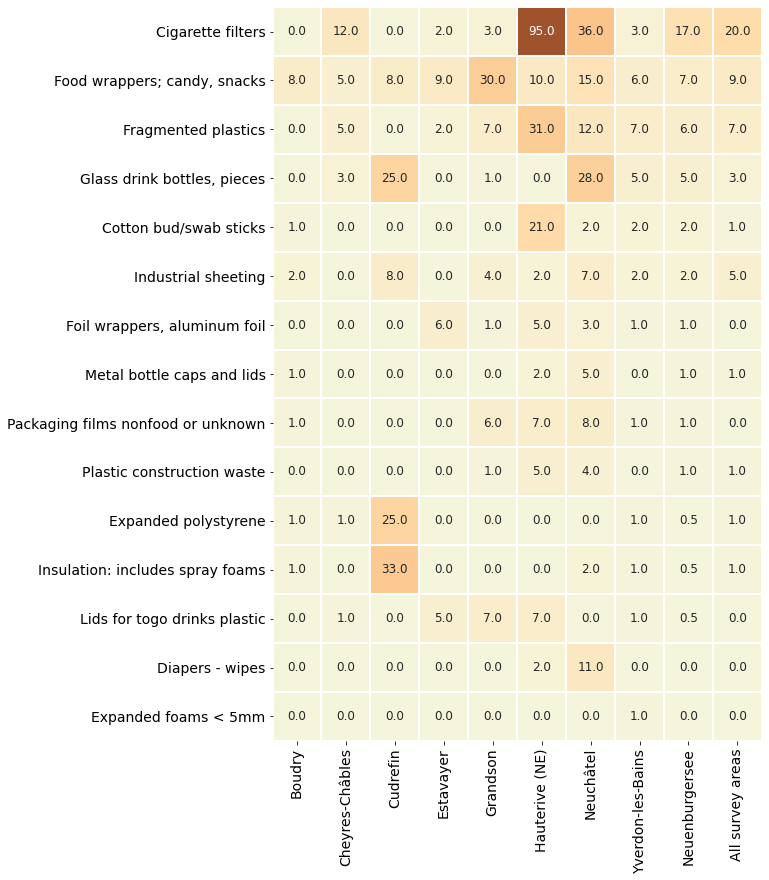 Cigarette filters 0.0 12.0 0.0 2.0 3.0 95.0 36.0 3.0 17.0 20.0
Food wrappers; candy, snacks 8.0 5.0 8.0 9.0 30.0 10.0 15.0 6.0 7.0 9.0
Fragmented plastics 0.0 5.0 0.0 2.0 7.0 31.0 12.0 7.0 6.0 7.0
Glass drink bottles, pieces 0.0 3.0 25.0 0.0 1.0 0.0 28.0 5.0 5.0 3.0
Cotton bud/swab sticks 1.0 0.0 0.0 0.0 0.0 21.0 2.0 2.0 2.0 1.0
Industrial sheeting 2.0 0.0 8.0 0.0 4.0 2.0 7.0 2.0 2.0 5.0
Foil wrappers, aluminum foil 0.0 0.0 0.0 6.0 1.0 5.0 3.0 1.0 1.0 0.0
Metal bottle caps and lids 1.0 0.0 0.0 0.0 0.0 2.0 5.0 0.0 1.0 1.0
Packaging films nonfood or unknown 1.0 0.0 0.0 0.0 6.0 7.0 8.0 1.0 1.0 0.0
Plastic construction waste 0.0 0.0 0.0 0.0 1.0 5.0 4.0 0.0 1.0 1.0
Expanded polystyrene 1.0 1.0 25.0 0.0 0.0 0.0 0.0 1.0 0.5 1.0
Insulation: includes spray foams 1.0 0.0 33.0 0.0 0.0 0.0 2.0 1.0 0.5 1.0
Lids for togo drinks plastic 0.0 1.0 0.0 5.0 7.0 7.0 0.0 1.0 0.5 0.0
Diapers - wipes 0.0 0.0 0.0 0.0 0.0 2.0 11.0 0.0 0.0 0.0
Expanded foams < 5mm 0.0 0.0 0.0 0.0 0.0 0.0 0.0 1.0 0.0 0.0
Boudry
Cheyres-Châbles
Cudrefin
Estavayer
Grandson
Hauterive (NE)
Neuchâtel
Yverdon-les-Bains
Neuenburgersee
All survey areas